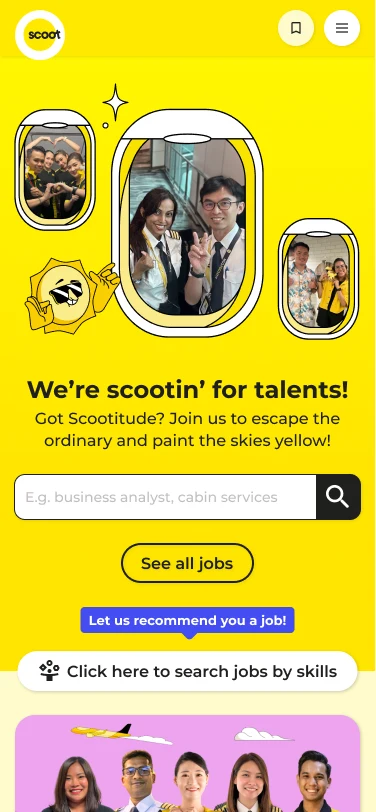 scoot
We're scootin' for talents!
Got Scootitude? Join us to escape the
ordinary and paint the skies yellow!
E.g. business analyst, cabin services
See all jobs
Let us recommend you a job!
Click here to search jobs by skills